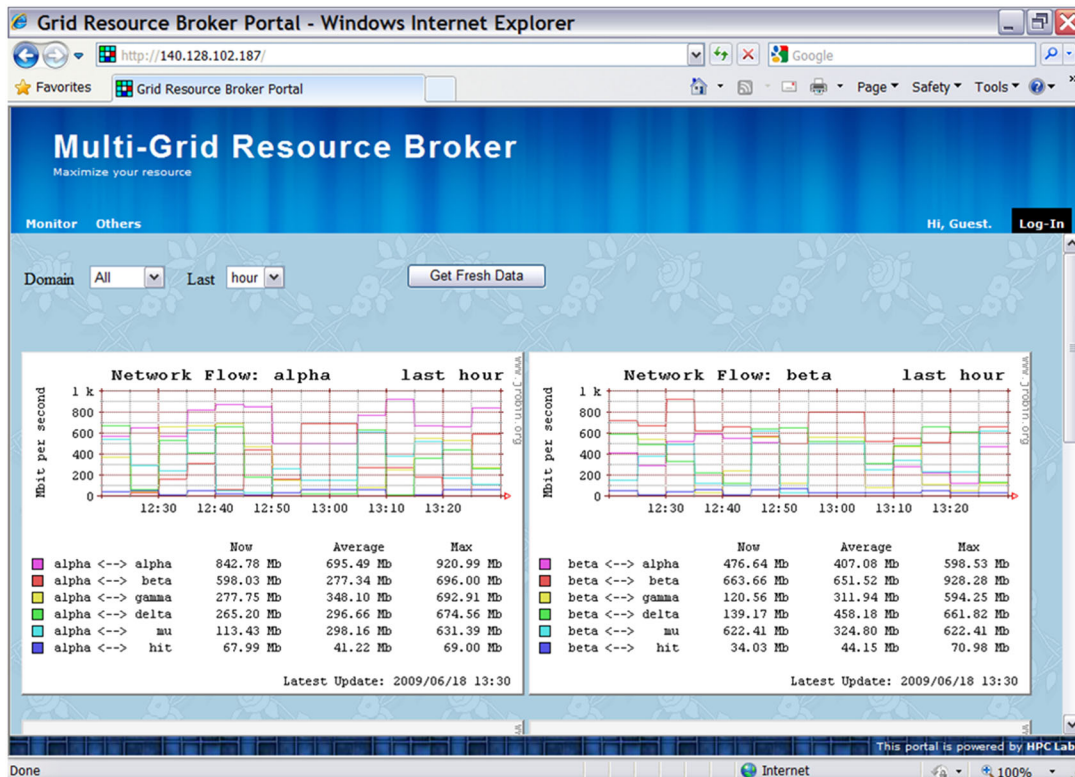 Grid Resource Broker Portal - Windows Internet Explorer
http://140.128.102.187/
Google
Favorites
Grid Resource Broker Portal
Page Safety Tools
Multi-Grid Resource Broker
Maximize your resource
Monitor Others Hi, Guest. Log-In
Domain All Last hour Get Fresh Data
Network Flow: alpha last hour
www.jrobin.org
Mbit per second
1 k
800
600
400
200
0
12:30 12:40 12:50 13:00 13:10 13:20
Now Average Max
alpha <--> alpha 842.78 Mb 695.49 Mb 920.99 Mb
alpha <--> beta 598.03 Mb 277.34 Mb 696.00 Mb
alpha <--> gamma 277.75 Mb 348.10 Mb 692.91 Mb
alpha <--> delta 265.20 Mb 296.66 Mb 674.56 Mb
alpha <--> mu 113.43 Mb 298.16 Mb 631.39 Mb
alpha <--> hit 67.99 Mb 41.22 Mb 69.00 Mb
Latest Update: 2009/06/18 13:30
Network Flow: beta last hour
www.jrobin.org
Mbit per second
1 k
800
600
400
200
0
12:30 12:40 12:50 13:00 13:10 13:20
Now Average Max
beta <--> alpha 476.64 Mb 407.08 Mb 598.53 Mb
beta <--> beta 663.66 Mb 651.52 Mb 928.28 Mb
beta <--> gamma 120.56 Mb 311.94 Mb 594.25 Mb
beta <--> delta 139.17 Mb 458.18 Mb 661.82 Mb
beta <--> mu 622.41 Mb 324.80 Mb 622.41 Mb
beta <--> hit 34.03 Mb 44.15 Mb 70.98 Mb
Latest Update: 2009/06/18 13:30
This portal is powered by HPC Lab
Done Internet 100%